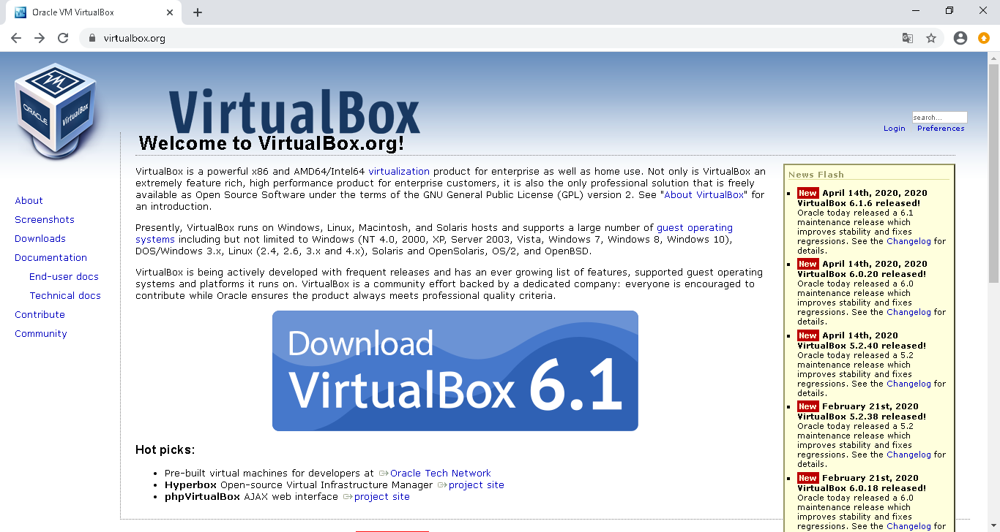 Oracle VM VirtualBox
virtualbox.org
ORACLE
VirtualBox
VirtualBox
search...
Login Preferences
Welcome to VirtualBox.org!
About
Screenshots
Downloads
Documentation
End-user docs
Technical docs
Contribute
Community
VirtualBox is a powerful x86 and AMD64/Intel64 virtualization product for enterprise as well as home use. Not only is VirtualBox an
extremely feature rich, high performance product for enterprise customers, it is also the only professional solution that is freely
available as Open Source Software under the terms of the GNU General Public License (GPL) version 2. See "About VirtualBox" for
an introduction.
Presently, VirtualBox runs on Windows, Linux, Macintosh, and Solaris hosts and supports a large number of guest operating
systems including but not limited to Windows (NT 4.0, 2000, XP, Server 2003, Vista, Windows 7, Windows 8, Windows 10),
DOS/Windows 3.x, Linux (2.4, 2.6, 3.x and 4.x), Solaris and OpenSolaris, OS/2, and OpenBSD.
VirtualBox is being actively developed with frequent releases and has an ever growing list of features, supported guest operating
systems and platforms it runs on. VirtualBox is a community effort backed by a dedicated company: everyone is encouraged to
contribute while Oracle ensures the product always meets professional quality criteria.
Download
VirtualBox 6.1
Hot picks:
Pre-built virtual machines for developers at Oracle Tech Network
Hyperbox Open-source Virtual Infrastructure Manager project site
phpVirtualBox AJAX web interface project site
News Flash
New April 14th, 2020, 2020
VirtualBox 6.1.6 released!
Oracle today released a 6.1
maintenance release which
improves stability and fixes
regressions. See the Changelog for
details.
New April 14th, 2020, 2020
VirtualBox 6.0.20 released!
Oracle today released a 6.0
maintenance release which
improves stability and fixes
regressions. See the Changelog for
details.
New April 14th, 2020
VirtualBox 5.2.40 released!
Oracle today released a 5.2
maintenance release which
improves stability and fixes
regressions. See the Changelog for
details.
New February 21st, 2020
VirtualBox 5.2.38 released!
Oracle today released a 5.2
maintenance release which
improves stability and fixes
regressions. See the Changelog for
details.
New February 21st, 2020
VirtualBox 6.0.18 released!
Oracle today released a 6.0
maintenance release which
improves stability and fixes
regressions. See the Changelog for